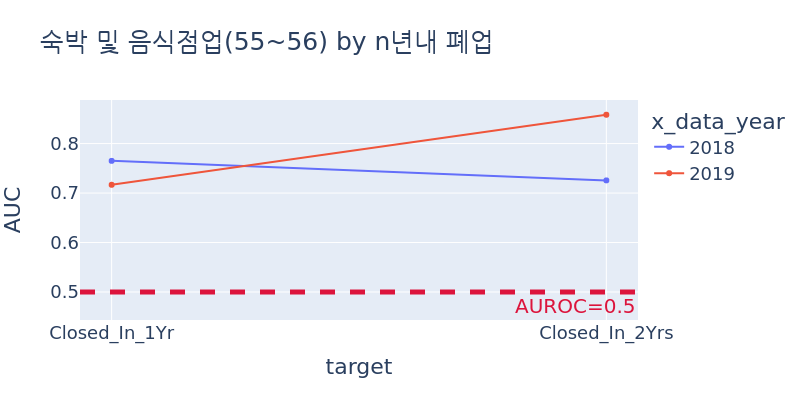 숙박 및 음식점업(55~56) by n년내 폐업
x_data_year
2018
2019
AUC
0.8
0.7
0.6
0.5
AUROC=0.5
Closed_In_1Yr
Closed_In_2Yrs
target